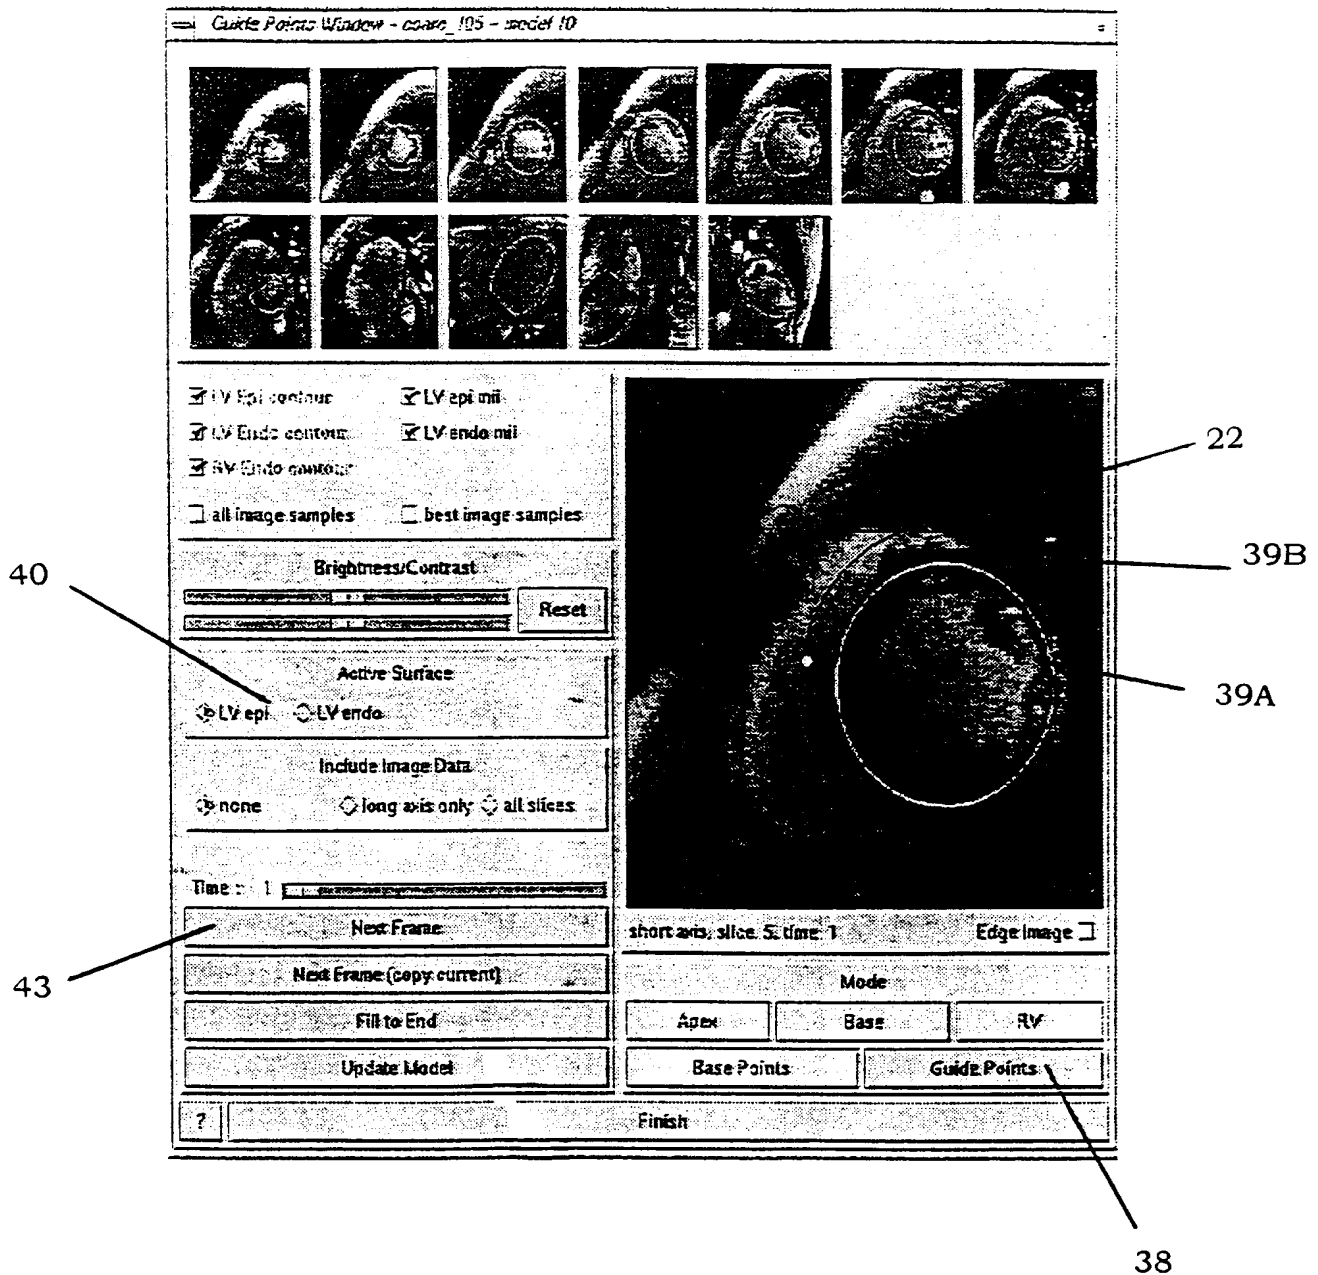 Guide Points Window - coarc_105 - model 10
LV Epi contour LV epi mii
LV Endo contour LV endo mii
RV Endo contour
all image samples best image samples
22
Brightness/Contrast
39B
40
Reset
Active Surface
39A
LV epi LV endo
Include Image Data
none long axis only all slices
Time : 1
Next Frame
short axis, slice 5, time 1 Edge Image
43
Next Frame (copy current)
Mode
Fill to End
Apex Base RV
Update Model
Base Points Guide Points
? Finish
38